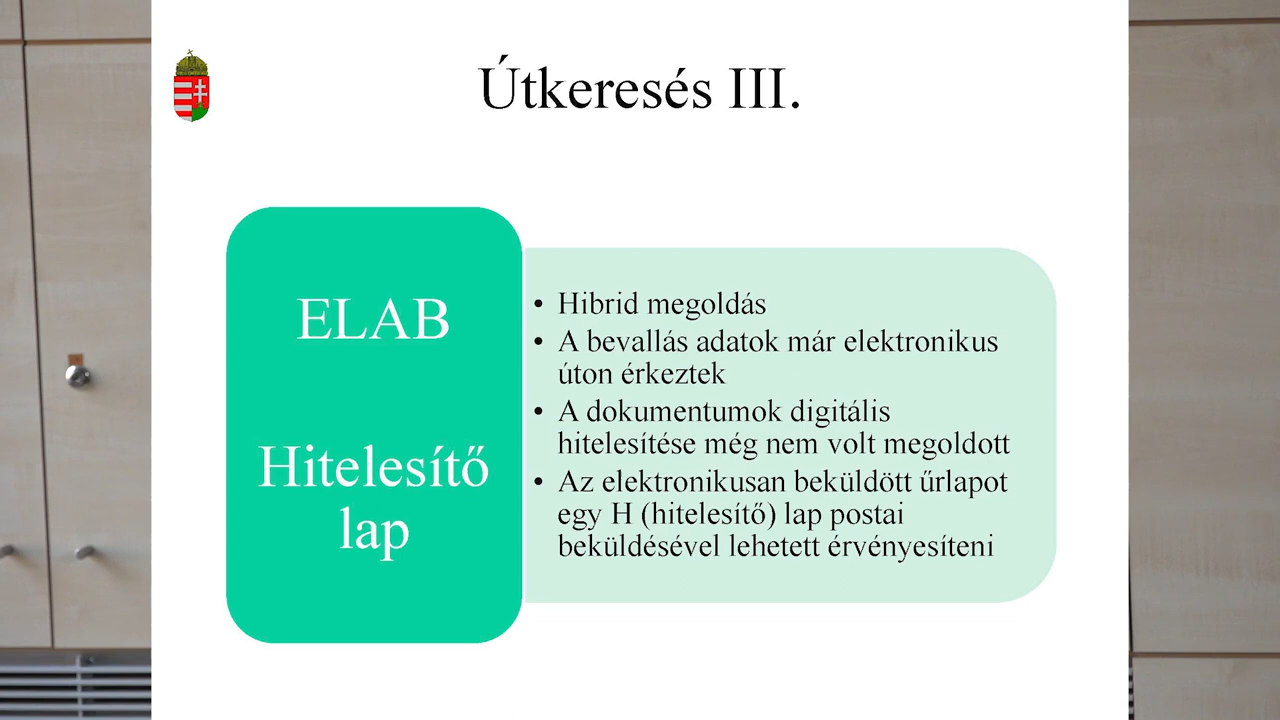 Útkeresés III.
ELAB
Hitelesítő
lap
• Hibrid megoldás
• A bevallás adatok már elektronikus
úton érkeztek
• A dokumentumok digitális
hitelesítése még nem volt megoldott
• Az elektronikusan beküldött űrlapot
egy H (hitelesítő) lap postai
beküldésével lehetett érvényesíteni